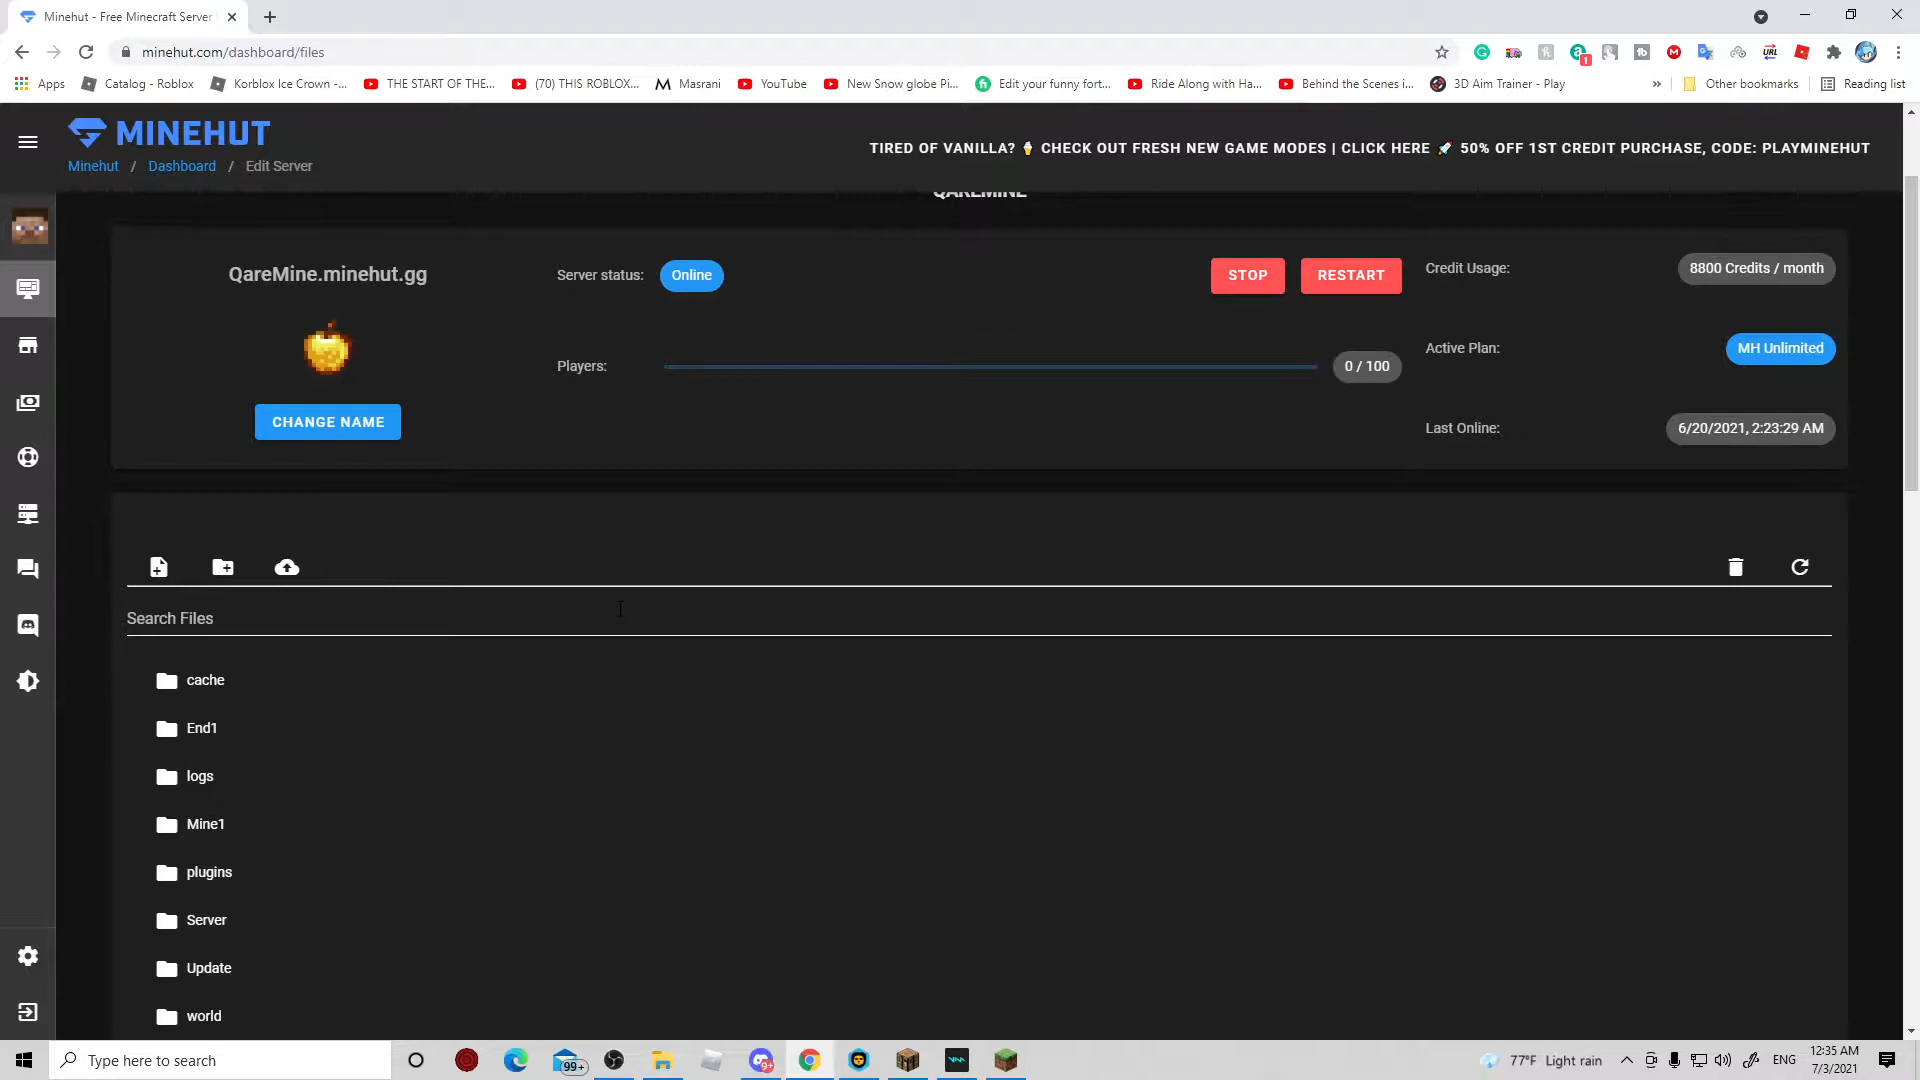 Minehut - Free Minecraft Server
minehut.com/dashboard/files
Apps
Catalog - Roblox
Korblox Ice Crown -...
THE START OF THE...
(70) THIS ROBLOX...
Masrani
YouTube
New Snow globe Pi...
Edit your funny fort...
Ride Along with Ha...
Behind the Scenes i...
3D Aim Trainer - Play
»
Other bookmarks
Reading list
MINEHUT
TIRED OF VANILLA? 🍦 CHECK OUT FRESH NEW GAME MODES | CLICK HERE 🚀 50% OFF 1ST CREDIT PURCHASE, CODE: PLAYMINEHUT
Minehut / Dashboard / Edit Server
QAREMINE
QareMine.minehut.gg
CHANGE NAME
Server status: Online
STOP
RESTART
Players: 0 / 100
Credit Usage: 8800 Credits / month
Active Plan: MH Unlimited
Last Online: 6/20/2021, 2:23:29 AM
Search Files
cache
End1
logs
Mine1
plugins
Server
Update
world
Type here to search
99+
9+
77°F Light rain
ENG
12:35 AM
7/3/2021